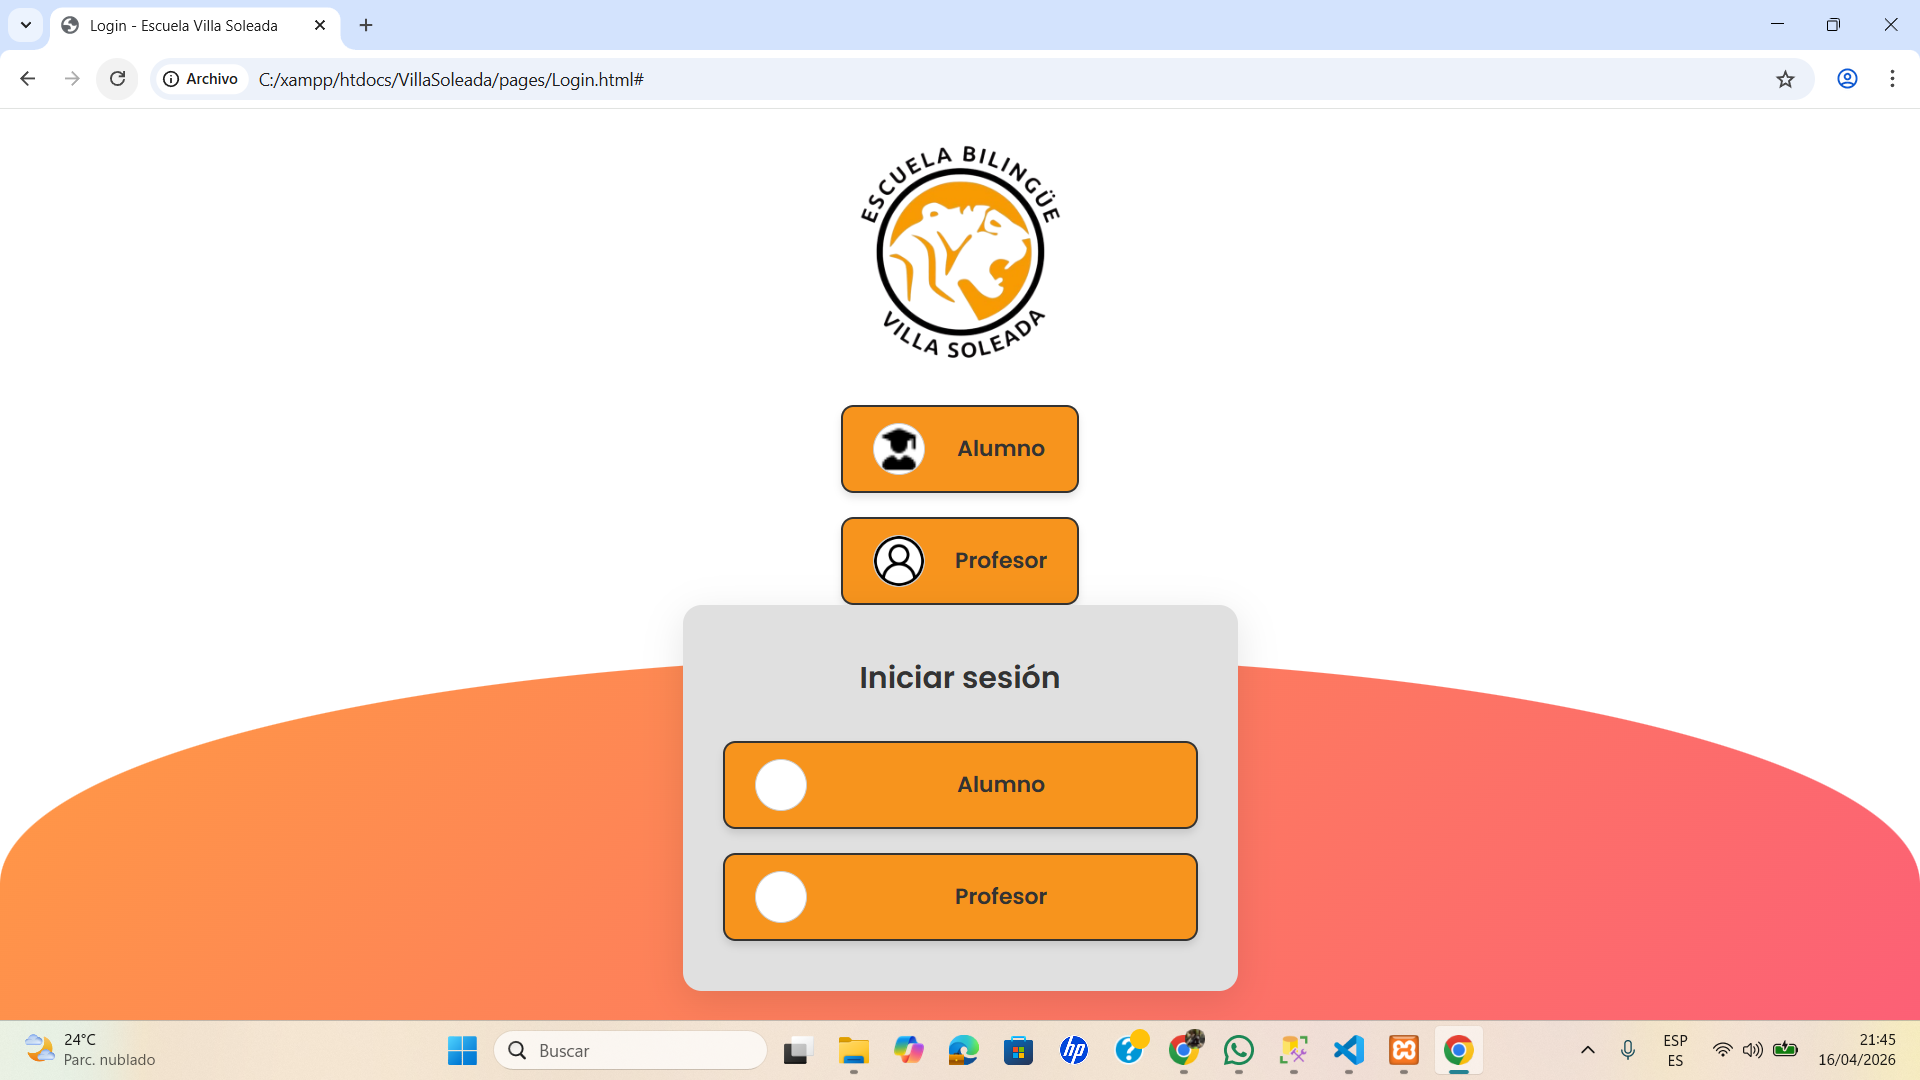 Login - Escuela Villa Soleada
Archivo
C:/xampp/htdocs/VillaSoleada/pages/Login.html#
ESCUELA BILINGÜE
VILLA SOLEADA
Alumno
Profesor
Iniciar sesión
Alumno
Profesor
24°C
Parc. nublado
Buscar
hp
ESP
ES
21:45
16/04/2026